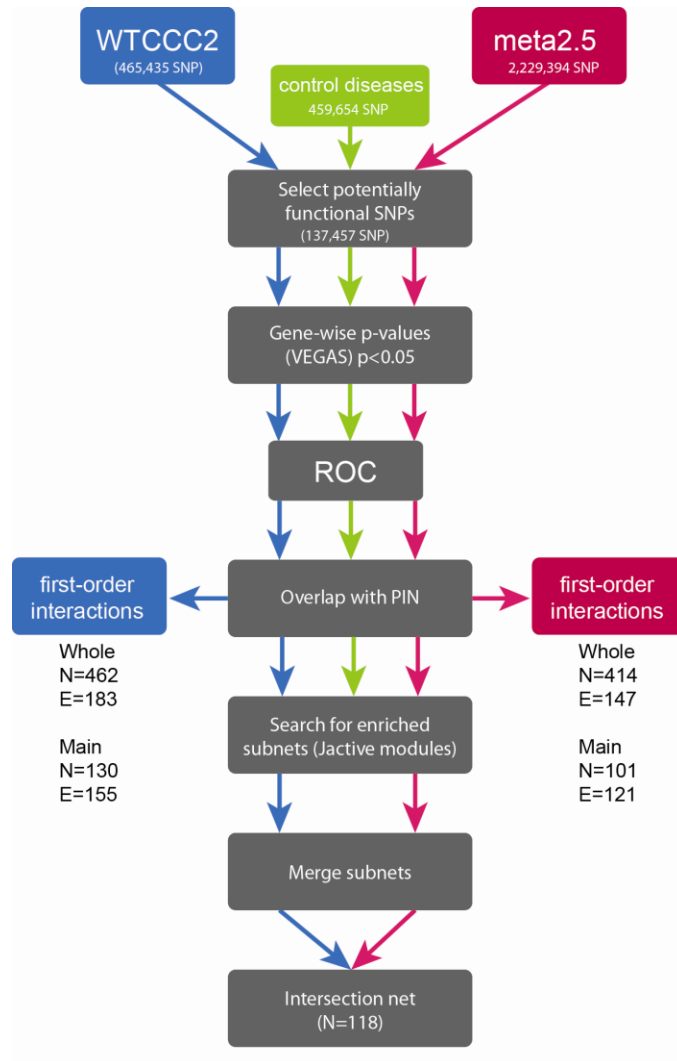 WTCCC2
(465,435 SNP)
meta2.5
2,229,394 SNP
control diseases
459,654 SNP
Select potentially
functional SNPs
(137,457 SNP)
Gene-wise p-values
(VEGAS) p<0.05
ROC
first-order
interactions
Whole
N=462
E=183
Main
N=130
E=155
Overlap with PIN
first-order
interactions
Whole
N=414
E=147
Main
N=101
E=121
Search for enriched
subnets (Jactive modules)
Merge subnets
Intersection net
(N=118)